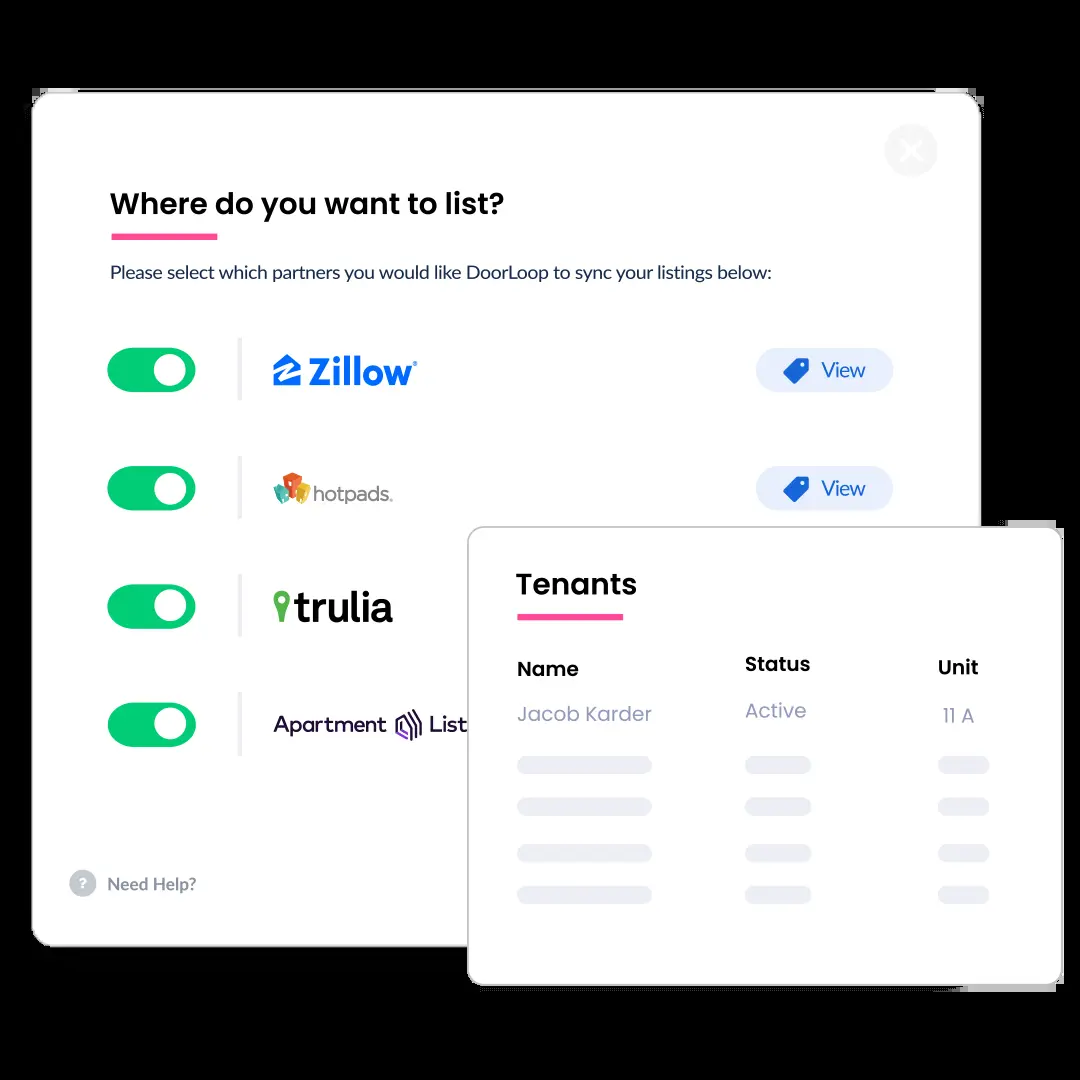 Where do you want to list?
Please select which partners you would like DoorLoop to sync your listings below:
Zillow®
View
hotpads.
View
trulia
Apartment List
Need Help?
Tenants
Name Status Unit
Jacob Karder Active 11 A